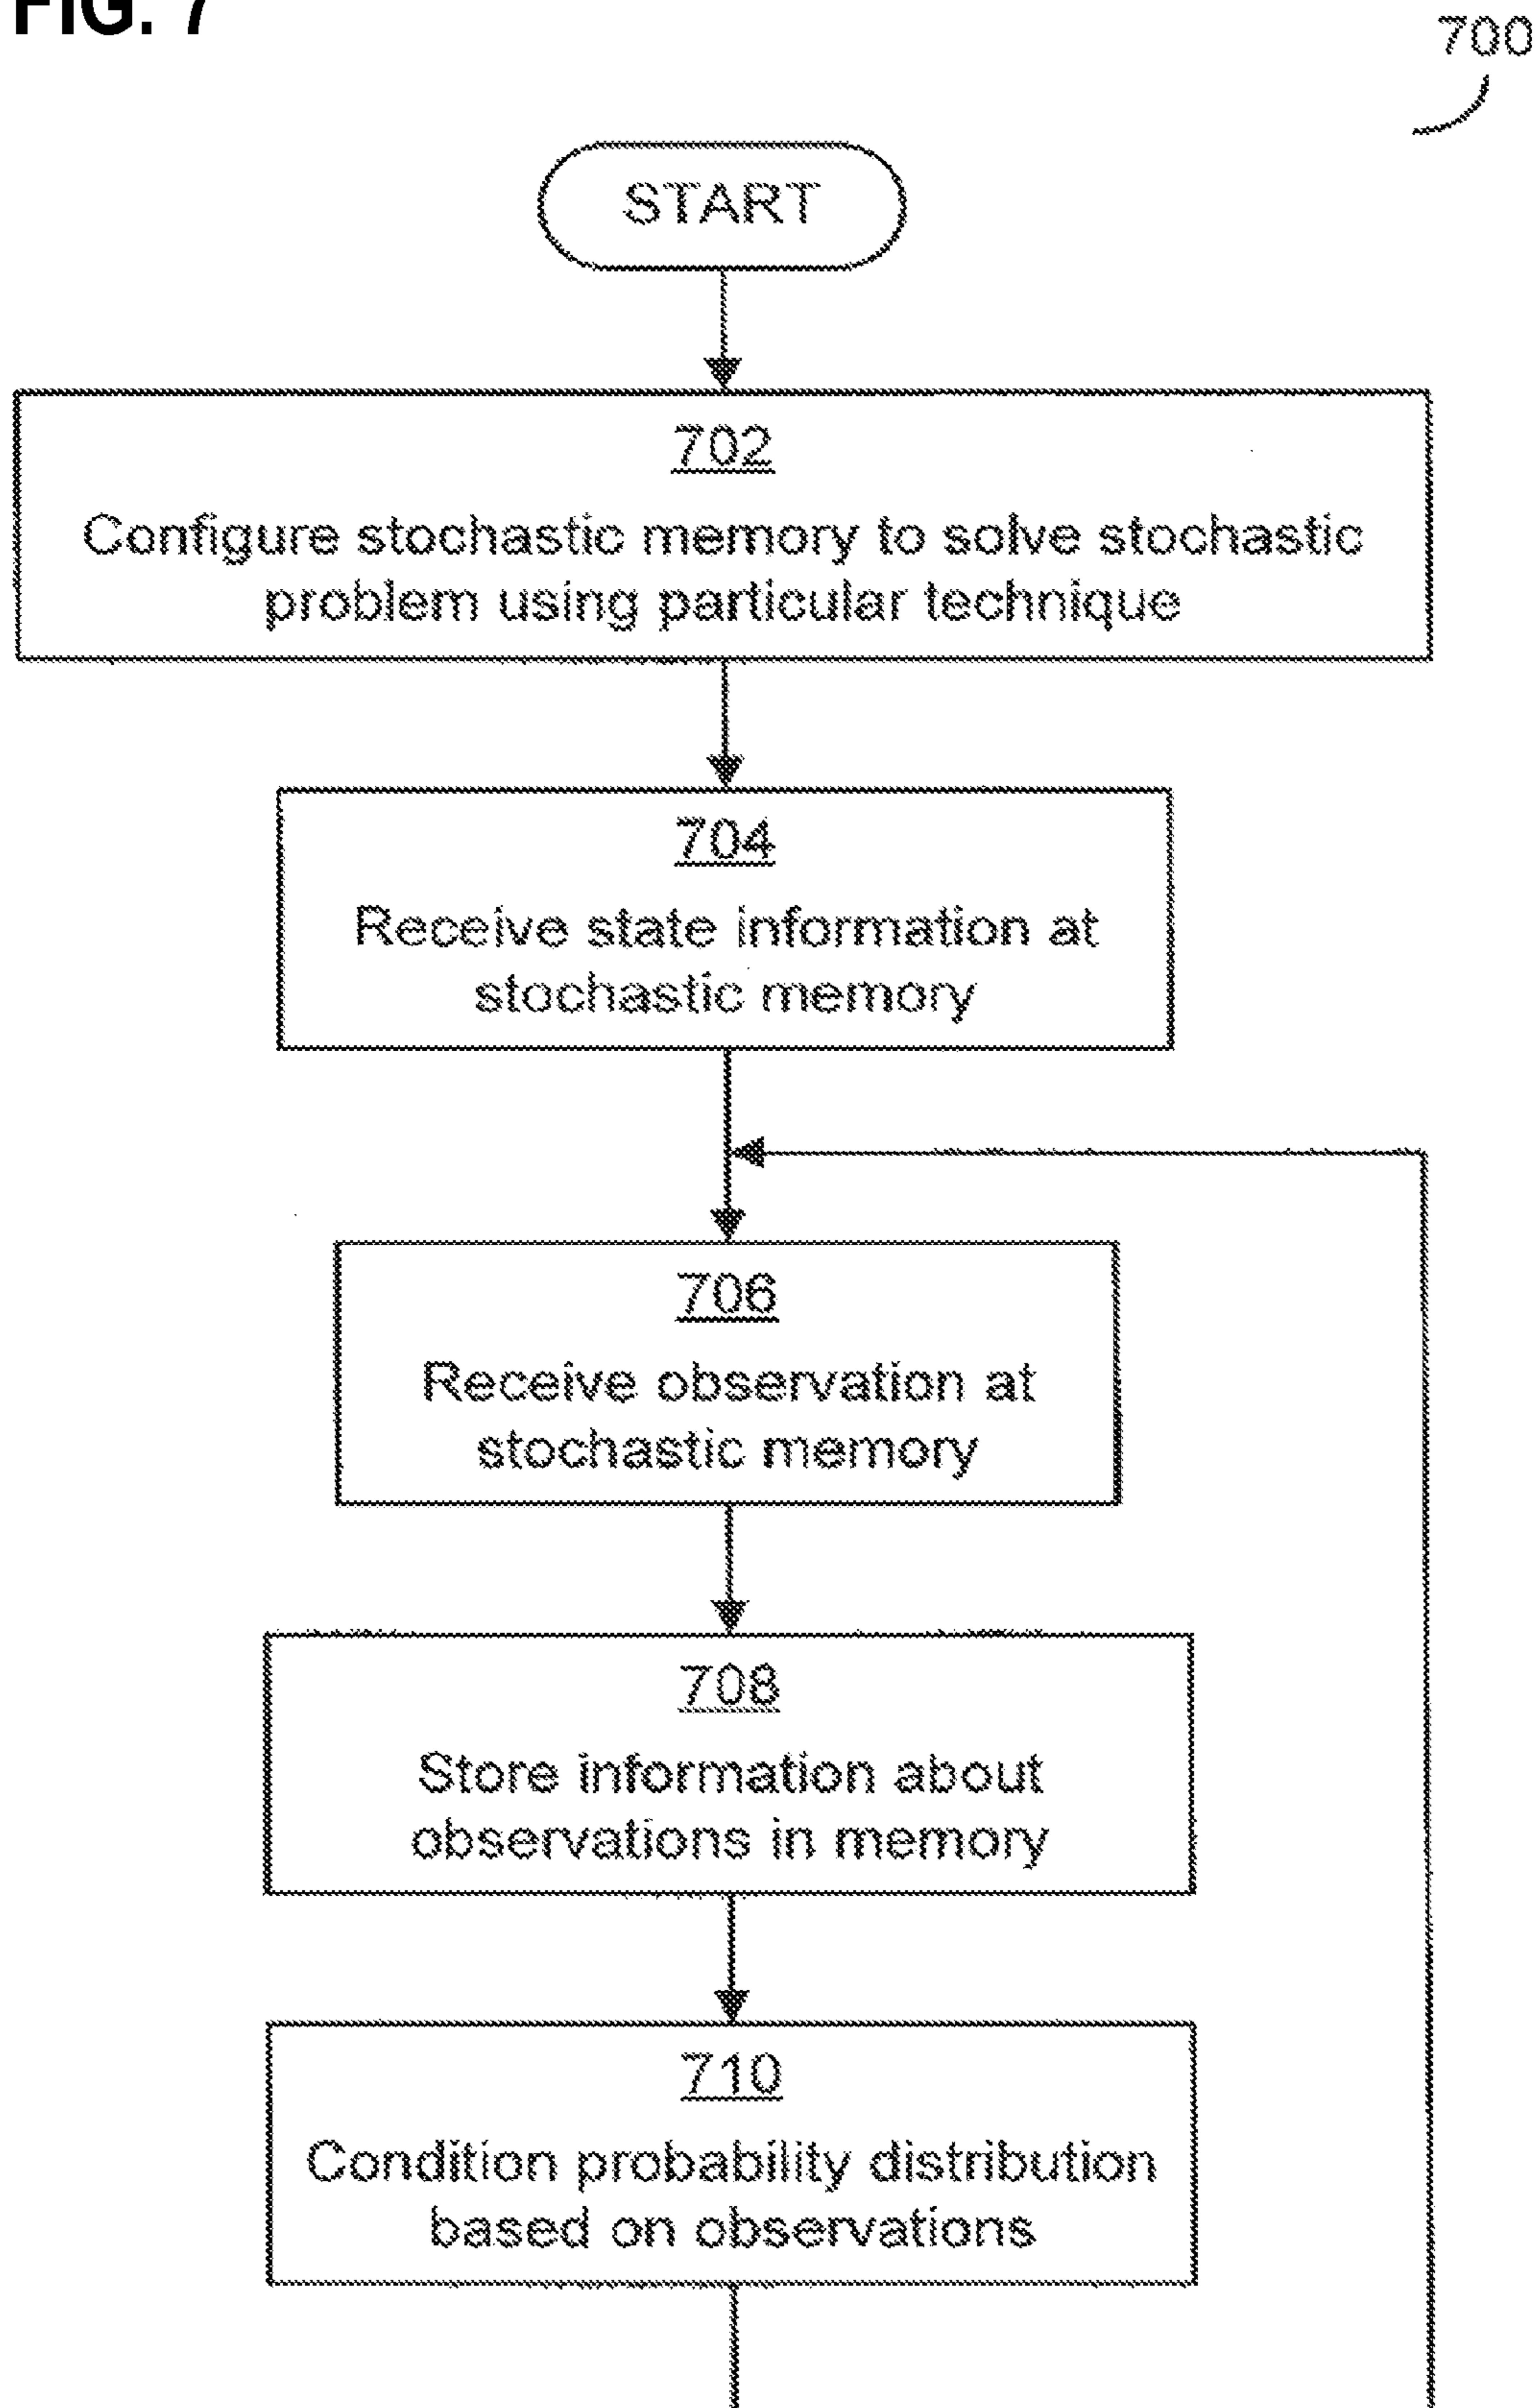 FIG. 7
700
START
702
Configure stochastic memory to solve stochastic
problem using particular technique
704
Receive state information at
stochastic memory
706
Receive observation at
stochastic memory
708
Store information about
observations in memory
710
Condition probability distribution
based on observations